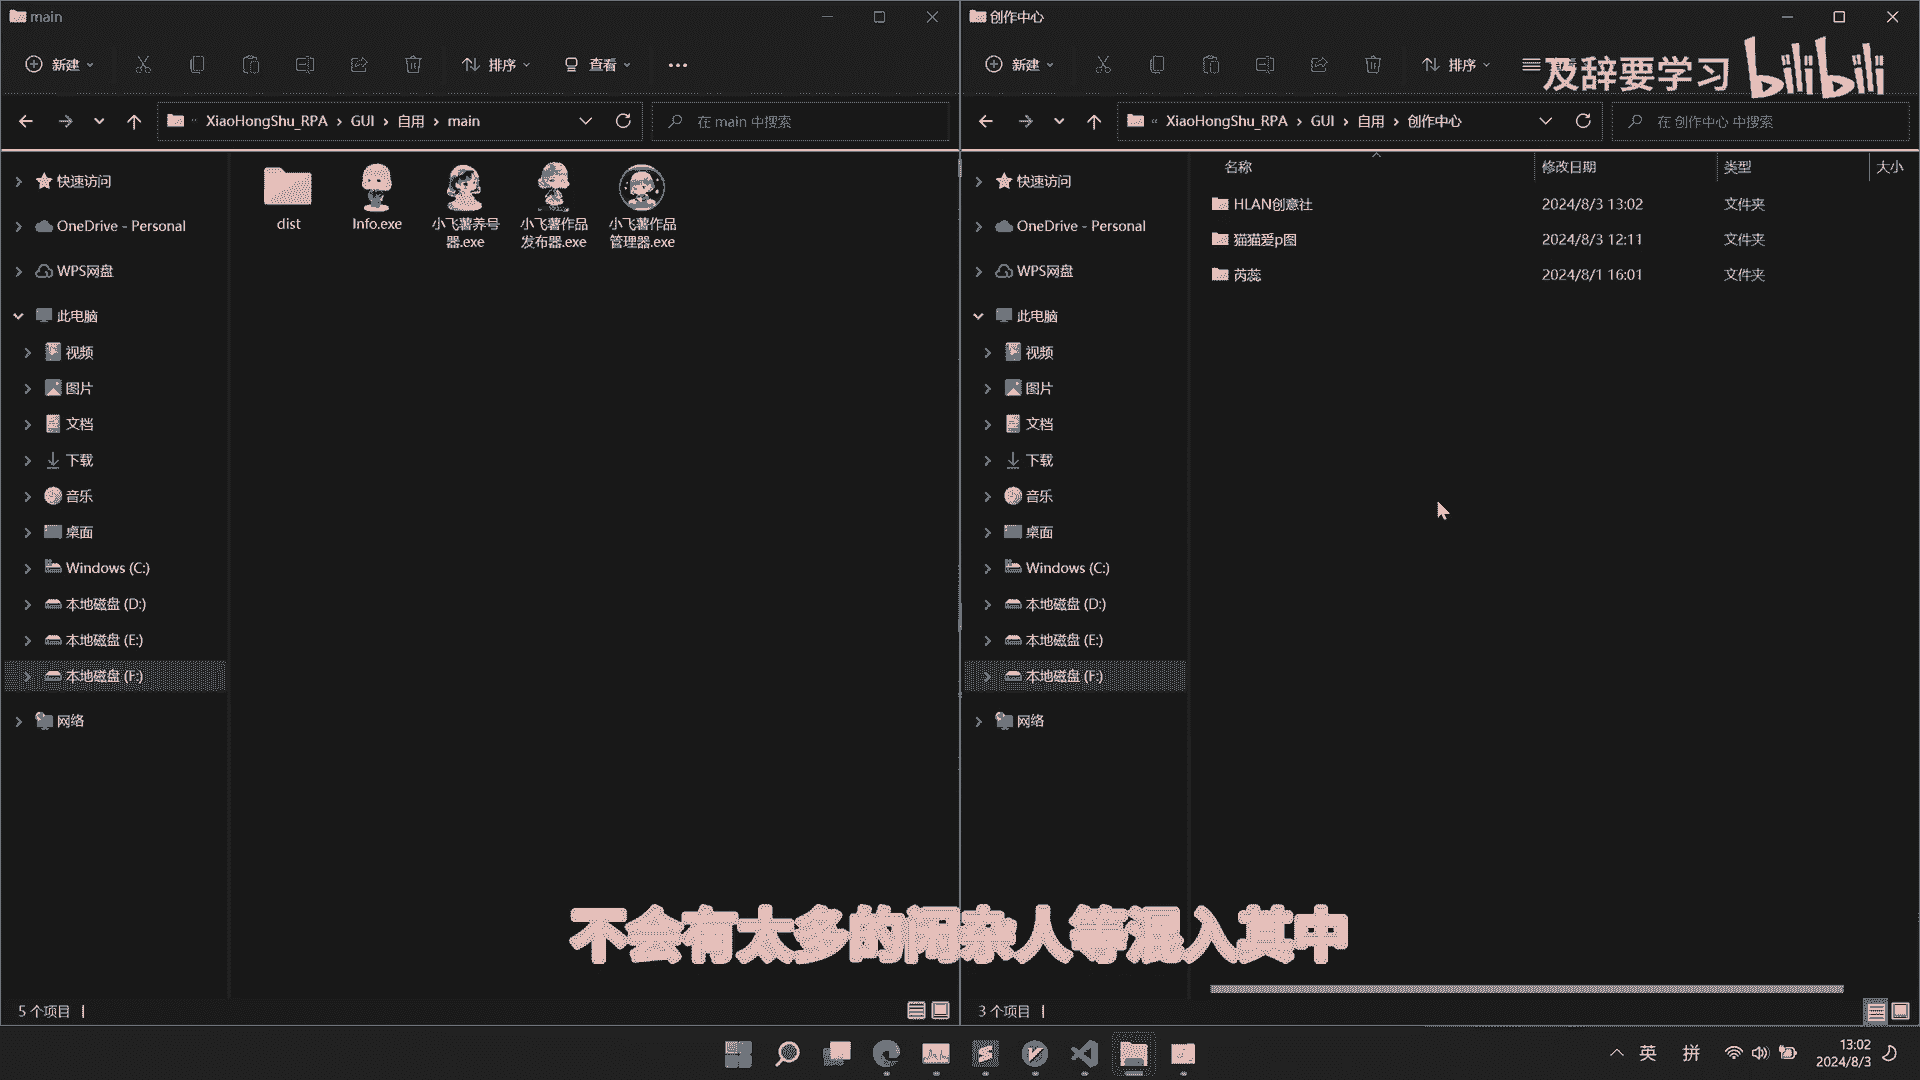 main
新建
排序
查看
XiaoHongShu_RPA > GUI > 自用 > main
在 main 中搜索
快速访问
OneDrive - Personal
WPS网盘
此电脑
视频
图片
文档
下载
音乐
桌面
Windows (C:)
本地磁盘 (D:)
本地磁盘 (E:)
本地磁盘 (F:)
网络
dist
Info.exe
小飞薯养号
器.exe
小飞薯作品
发布器.exe
小飞薯作品
管理器.exe
5 个项目
创作中心
新建
排序
及辞要学习 bilibili
XiaoHongShu_RPA > GUI > 自用 > 创作中心
在 创作中心 中搜索
快速访问
OneDrive - Personal
WPS网盘
此电脑
视频
图片
文档
下载
音乐
桌面
Windows (C:)
本地磁盘 (D:)
本地磁盘 (E:)
本地磁盘 (F:)
网络
名称 修改日期 类型 大小
HLAN创意社 2024/8/3 13:02 文件夹
猫猫爱p图 2024/8/3 12:11 文件夹
芮蕊 2024/8/1 16:01 文件夹
3 个项目
不会有太多的闲杂人等混入其中
英 拼
13:02
2024/8/3